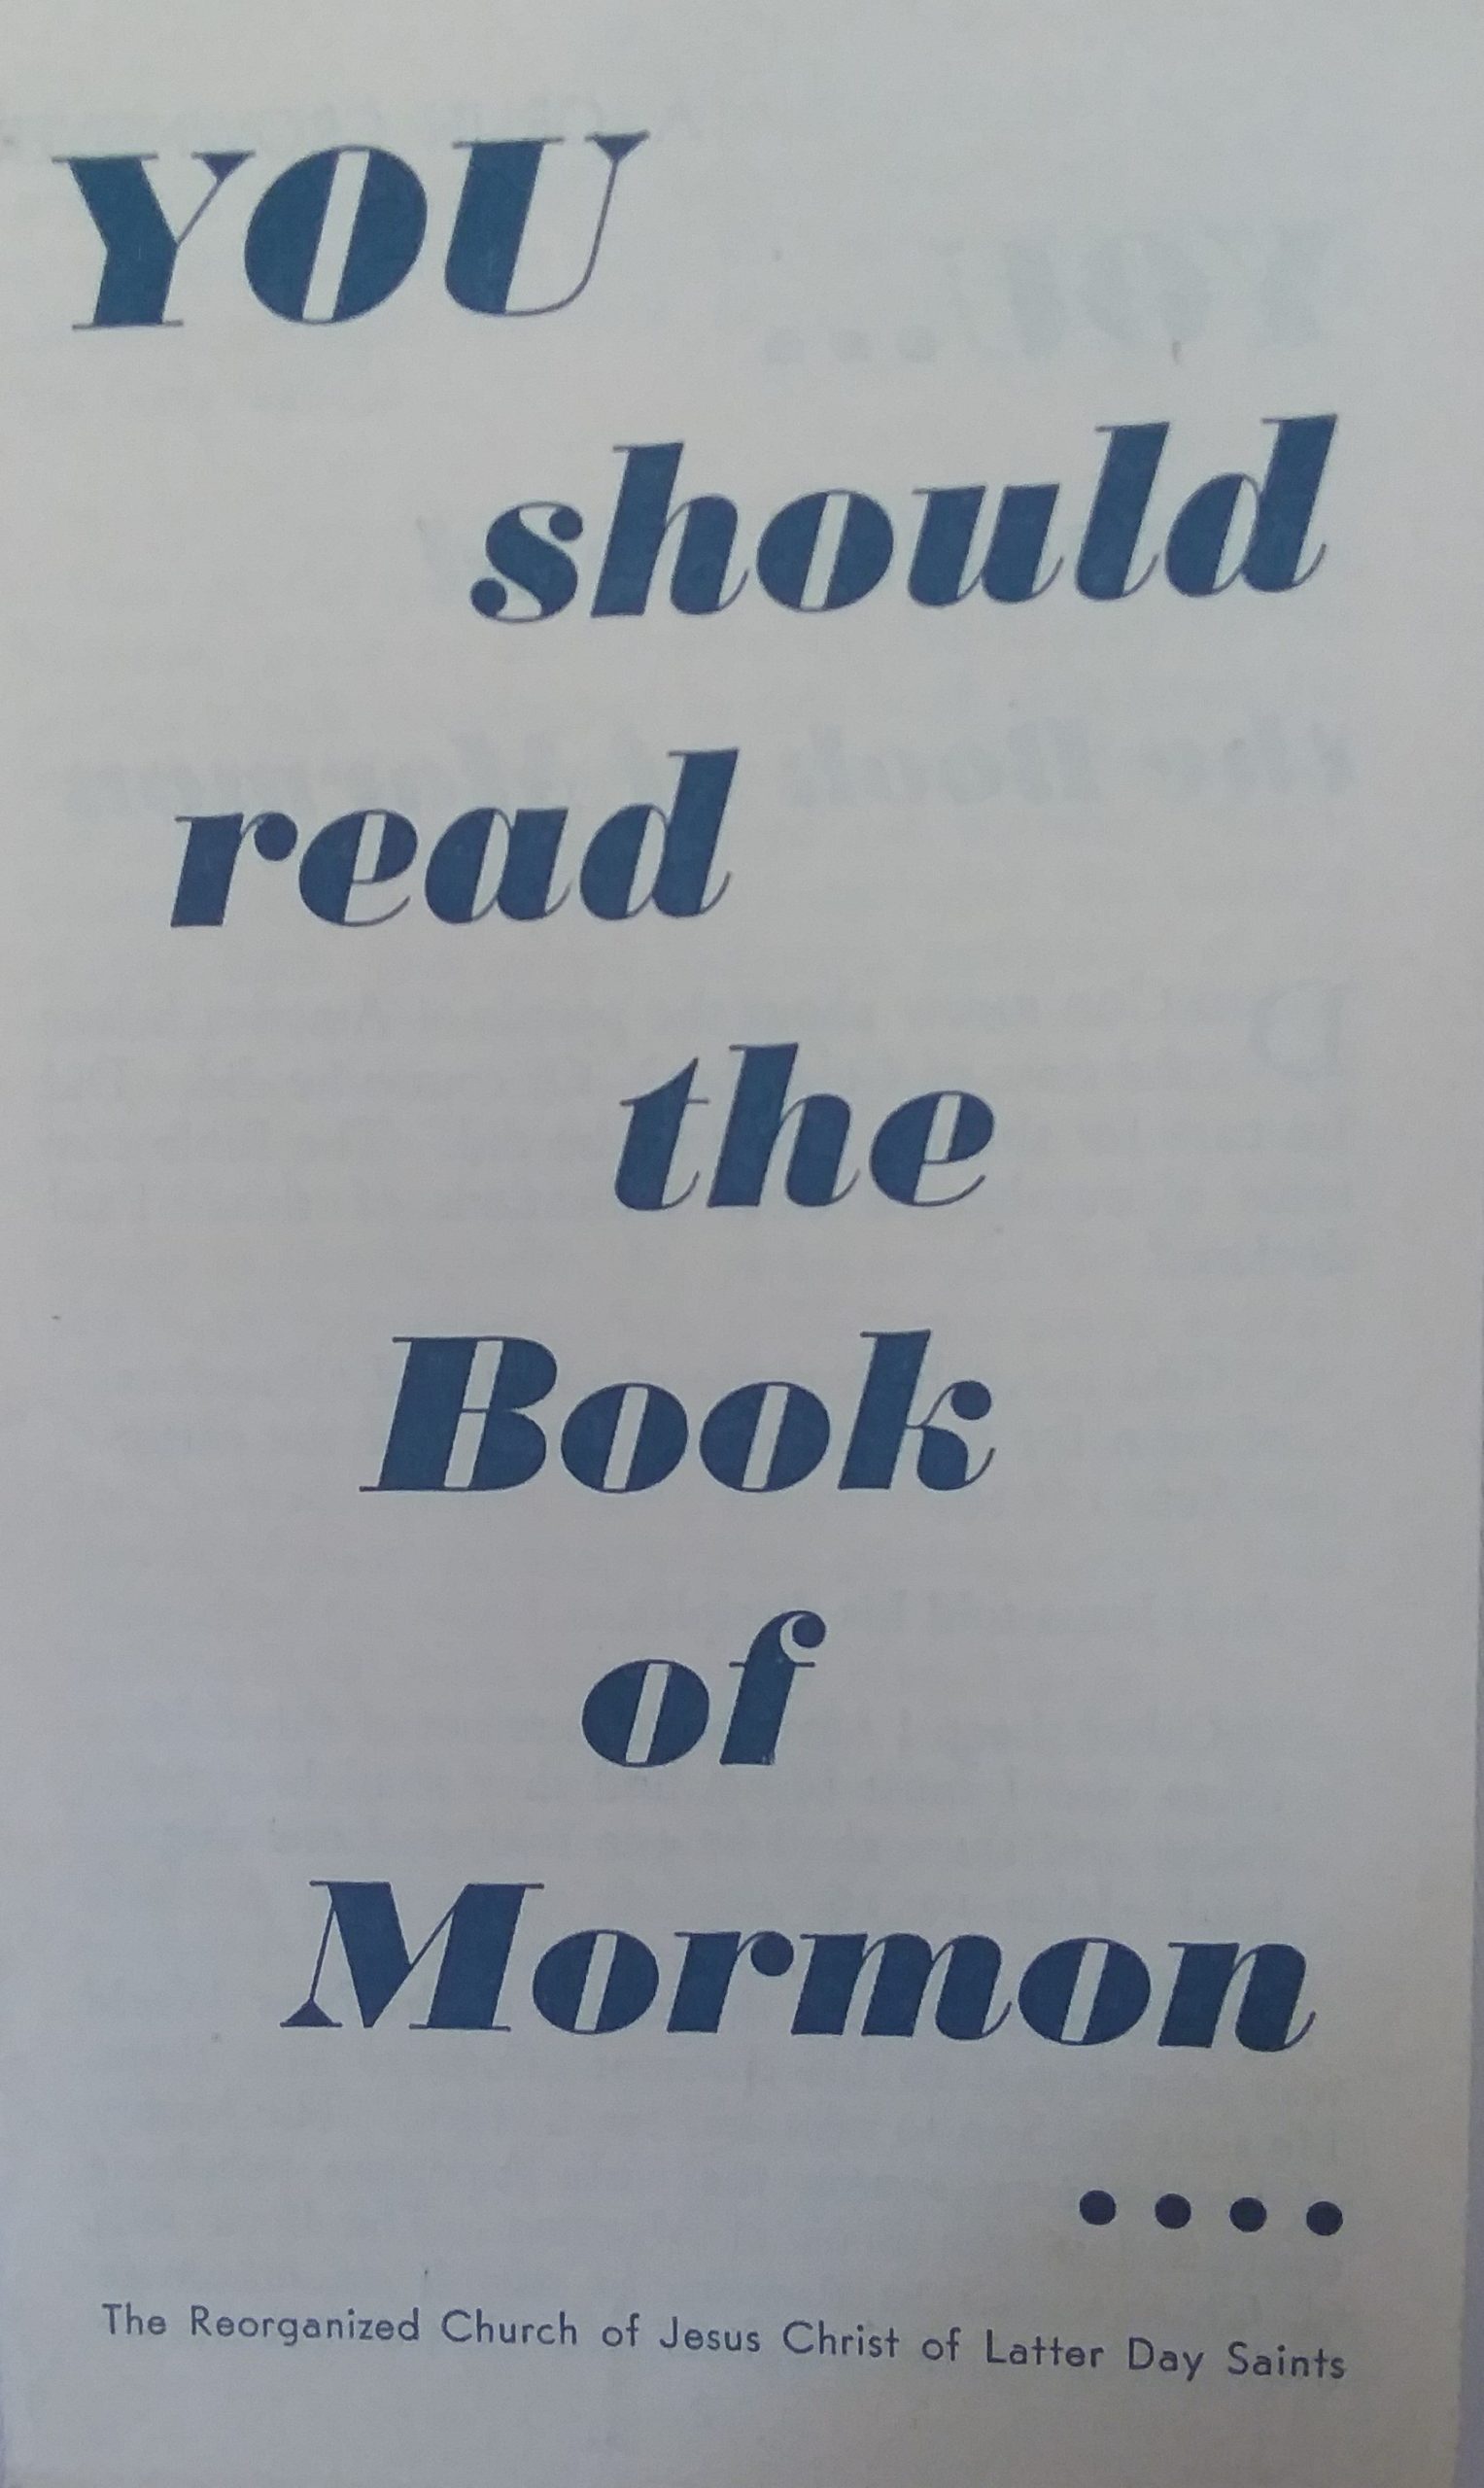 YOU
should
read
the
Book
of
Mormon
....
The Reorganized Church of Jesus Christ of Latter Day Saints